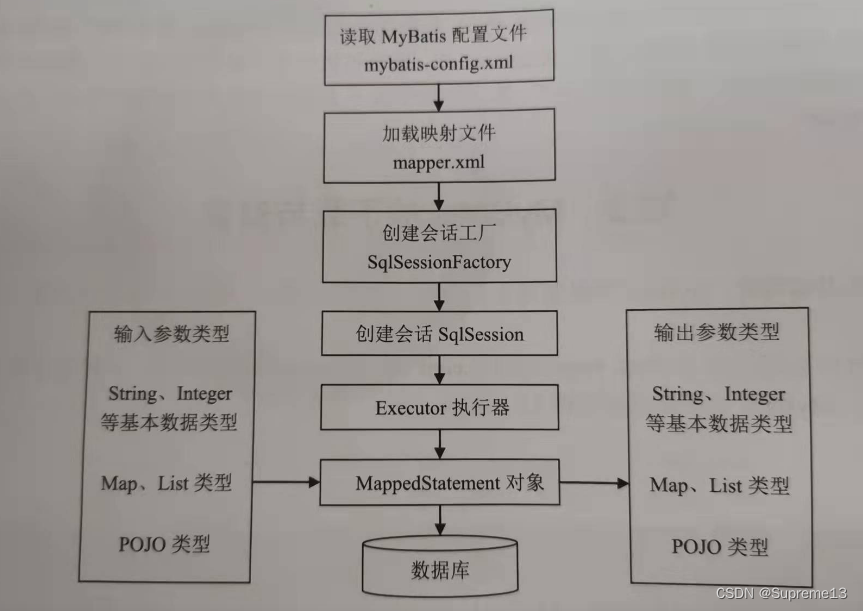 读取 MyBatis 配置文件
mybatis-config.xml
加载映射文件
mapper.xml
创建会话工厂
SqlSessionFactory
创建会话 SqlSession
Executor 执行器
MappedStatement 对象
数据库
输入参数类型
String、Integer
等基本数据类型
Map、List 类型
POJO 类型
输出参数类型
String、Integer
等基本数据类型
Map、List 类型
POJO 类型
CSDN @Supreme13